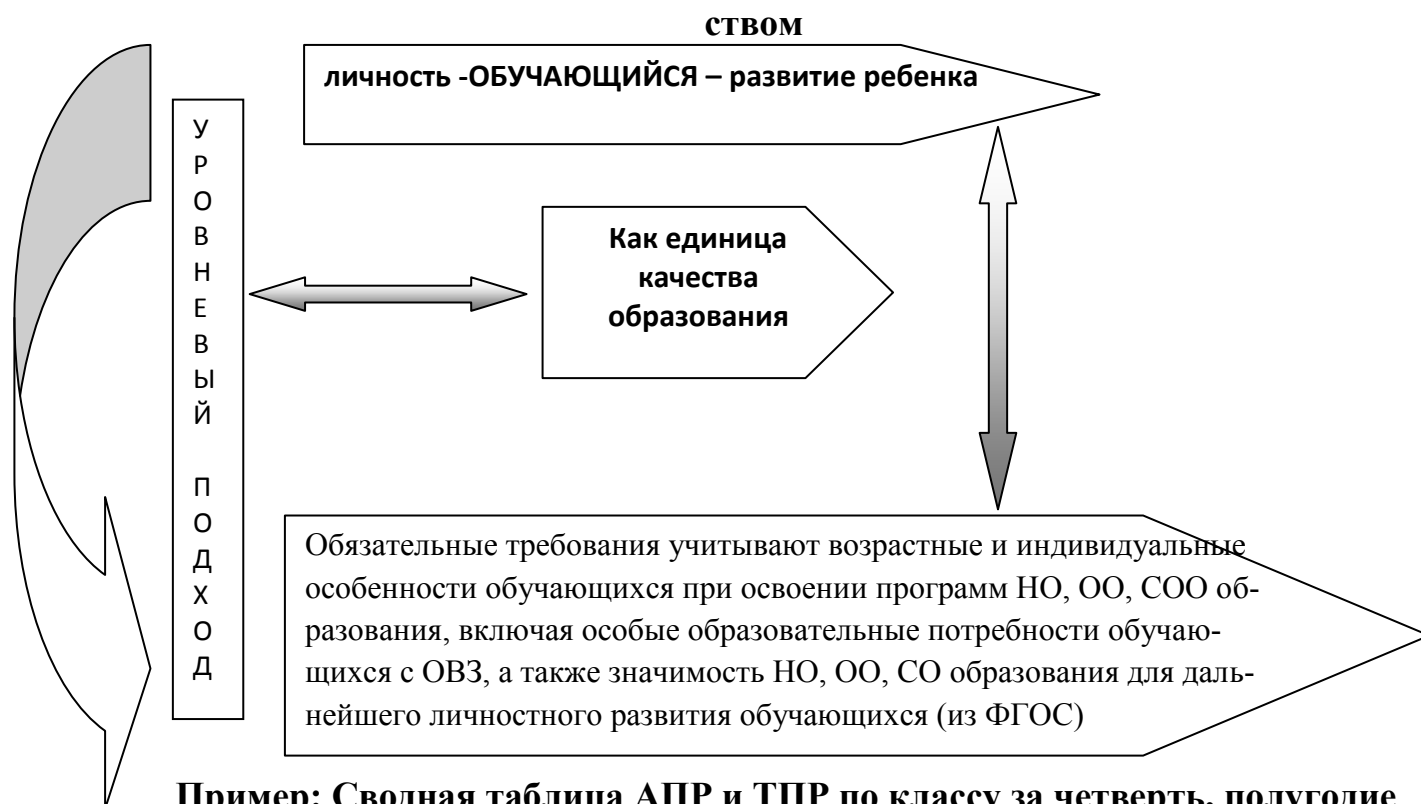 ством
личность -ОБУЧАЮЩИЙСЯ – развитие ребенка
УРОВНЕВЫЙ ПОДХОД
Как единица
качества
образования
Обязательные требования учитывают возрастные и индивидуальные
особенности обучающихся при освоении программ НО, ОО, СОО об-
разования, включая особые образовательные потребности обучаю-
щихся с ОВЗ, а также значимость НО, ОО, СО образования для даль-
нейшего личностного развития обучающихся (из ФГОС)
Пример: Сводная таблица АПР и ТПР по классу за четверть, полугодие